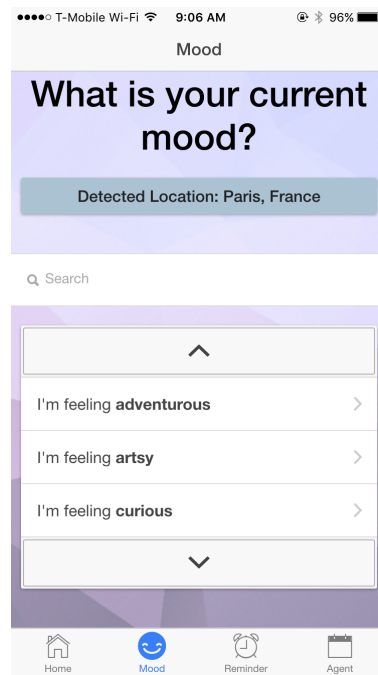 T-Mobile Wi-Fi 9:06 AM 96%
Mood
What is your current
mood?
Detected Location: Paris, France
Search
I'm feeling adventurous
I'm feeling artsy
I'm feeling curious
Home Mood Reminder Agent